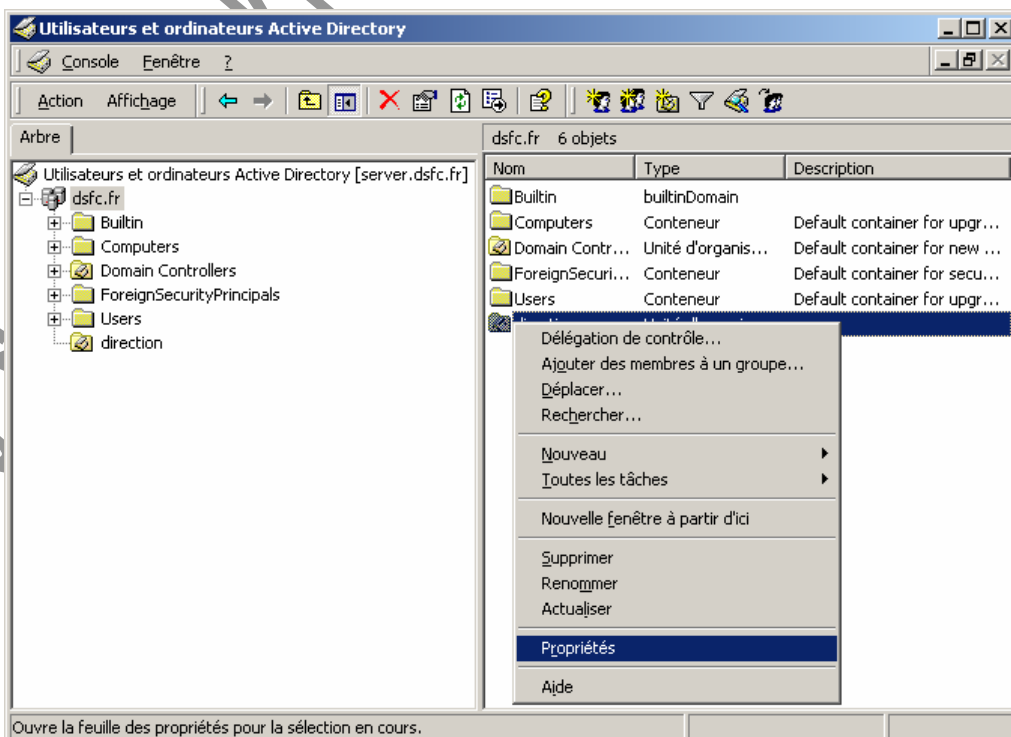 Utilisateurs et ordinateurs Active Directory
Console Fenêtre ?
Action Affichage
Arbre
dsfc.fr 6 objets
Utilisateurs et ordinateurs Active Directory [server.dsfc.fr]
dsfc.fr
Builtin
Computers
Domain Controllers
ForeignSecurityPrincipals
Users
direction
Nom Type Description
Builtin builtinDomain
Computers Conteneur Default container for upgr...
Domain Contr... Unité d'organis... Default container for new ...
ForeignSecuri... Conteneur Default container for secu...
Users Conteneur Default container for upgr...
Délégation de contrôle...
Ajouter des membres à un groupe...
Déplacer...
Rechercher...
Nouveau
Toutes les tâches
Nouvelle fenêtre à partir d'ici
Supprimer
Renommer
Actualiser
Propriétés
Aide
Ouvre la feuille des propriétés pour la sélection en cours.